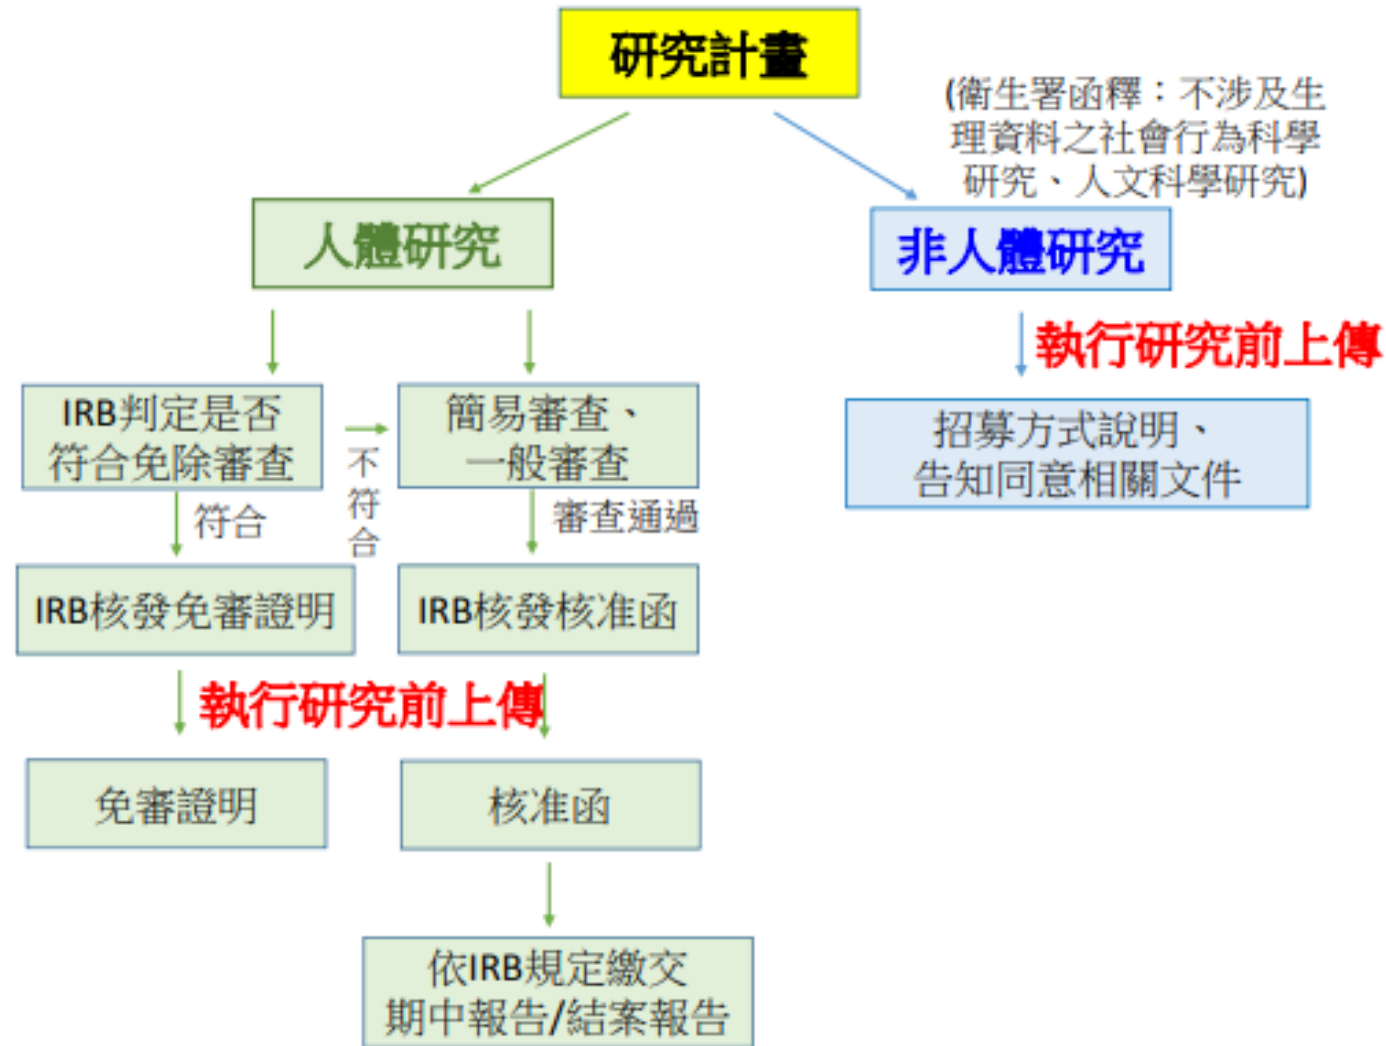 研究計畫
(衛生署函釋：不涉及生
理資料之社會行為科學
研究、人文科學研究)
人體研究
非人體研究
執行研究前上傳
IRB判定是否
符合免除審查
不符合
簡易審查、
一般審查
招募方式說明、
告知同意相關文件
符合
審查通過
IRB核發免審證明
IRB核發核准函
執行研究前上傳
免審證明
核准函
依IRB規定繳交
期中報告/結案報告